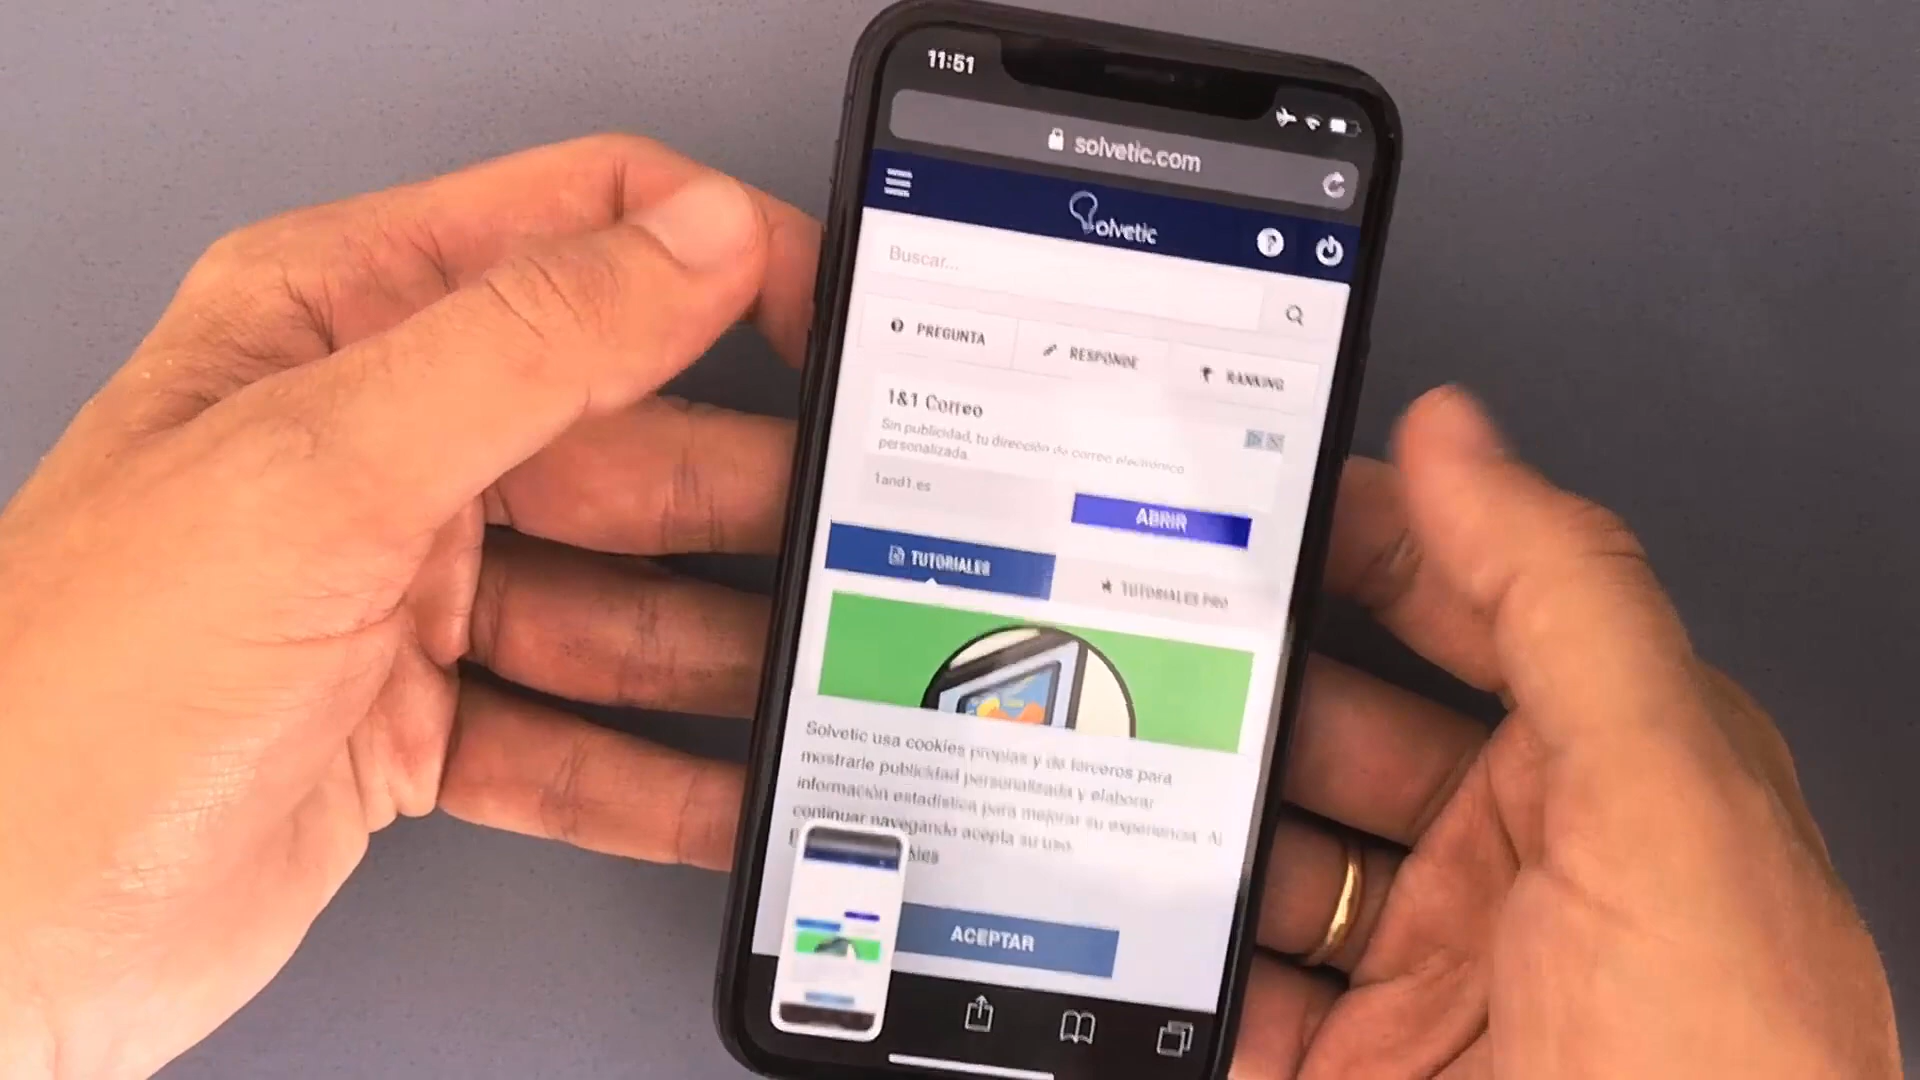 11:51
solvetic.com
Solvetic
Buscar...
PREGUNTA
RESPONDE
RANKING
1&1 Correo
Sin publicidad, tu dirección de correo electrónico
personalizada.
1and1.es
ABRIR
TUTORIALES
TUTORIALES PRO
Solvetic usa cookies propias y de terceros para
mostrarle publicidad personalizada y elaborar
información estadística para mejorar su experiencia. Al
continuar navegando acepta su uso.
ACEPTAR